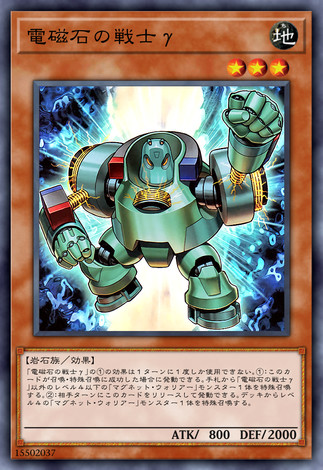 電磁石の戦士γ
地
【岩石族／効果】
「電磁石の戦士γ」の①の効果は１ターンに１度しか使用できない。①：このカ
ードが召喚・特殊召喚に成功した場合に発動できる。手札から「電磁石の戦士γ」
以外のレベル４以下の「マグネット・ウォリアー」モンスター１体を特殊召喚
する。②：相手ターンにこのカードをリリースして発動できる。デッキからレベ
ル４の「マグネット・ウォリアー」モンスター１体を特殊召喚する。
ATK/ 800 DEF/2000
15502037